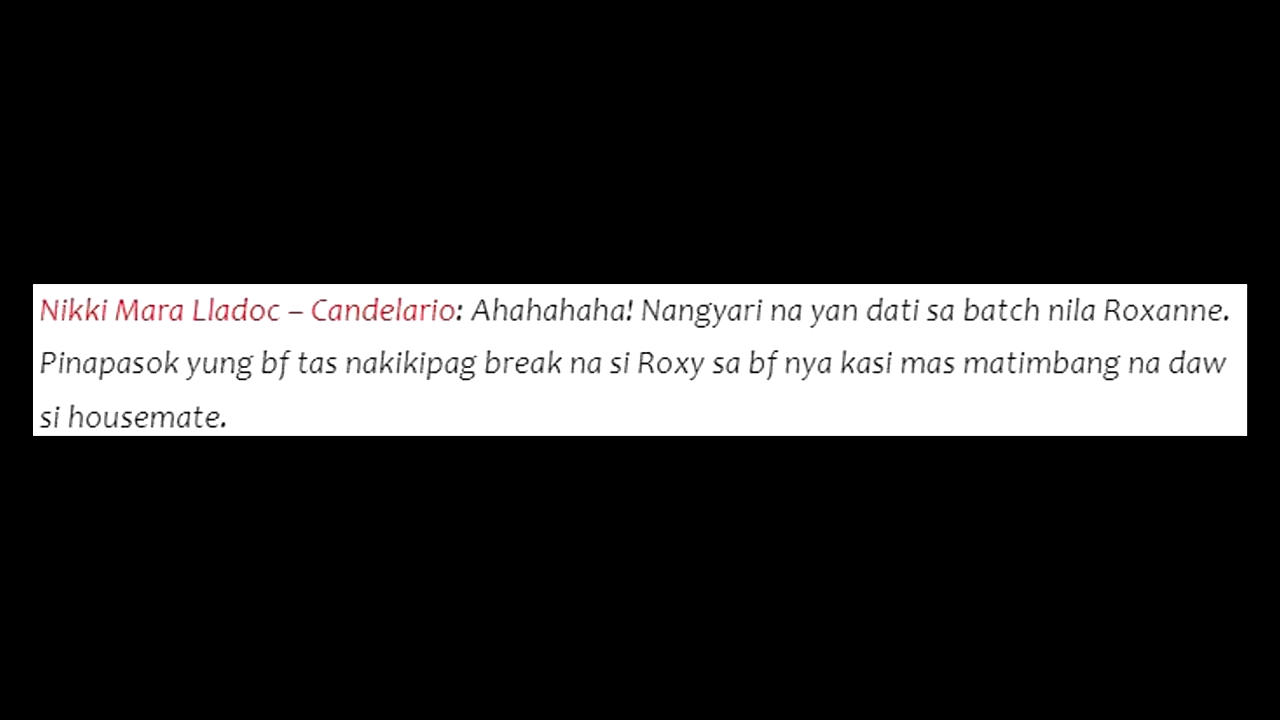 Nikki Mara Lladoc – Candelario: Ahahahaha! Nangyari na yan dati sa batch nila Roxanne.
Pinapasok yung bf tas nakikipag break na si Roxy sa bf nya kasi mas matimbang na daw
si housemate.